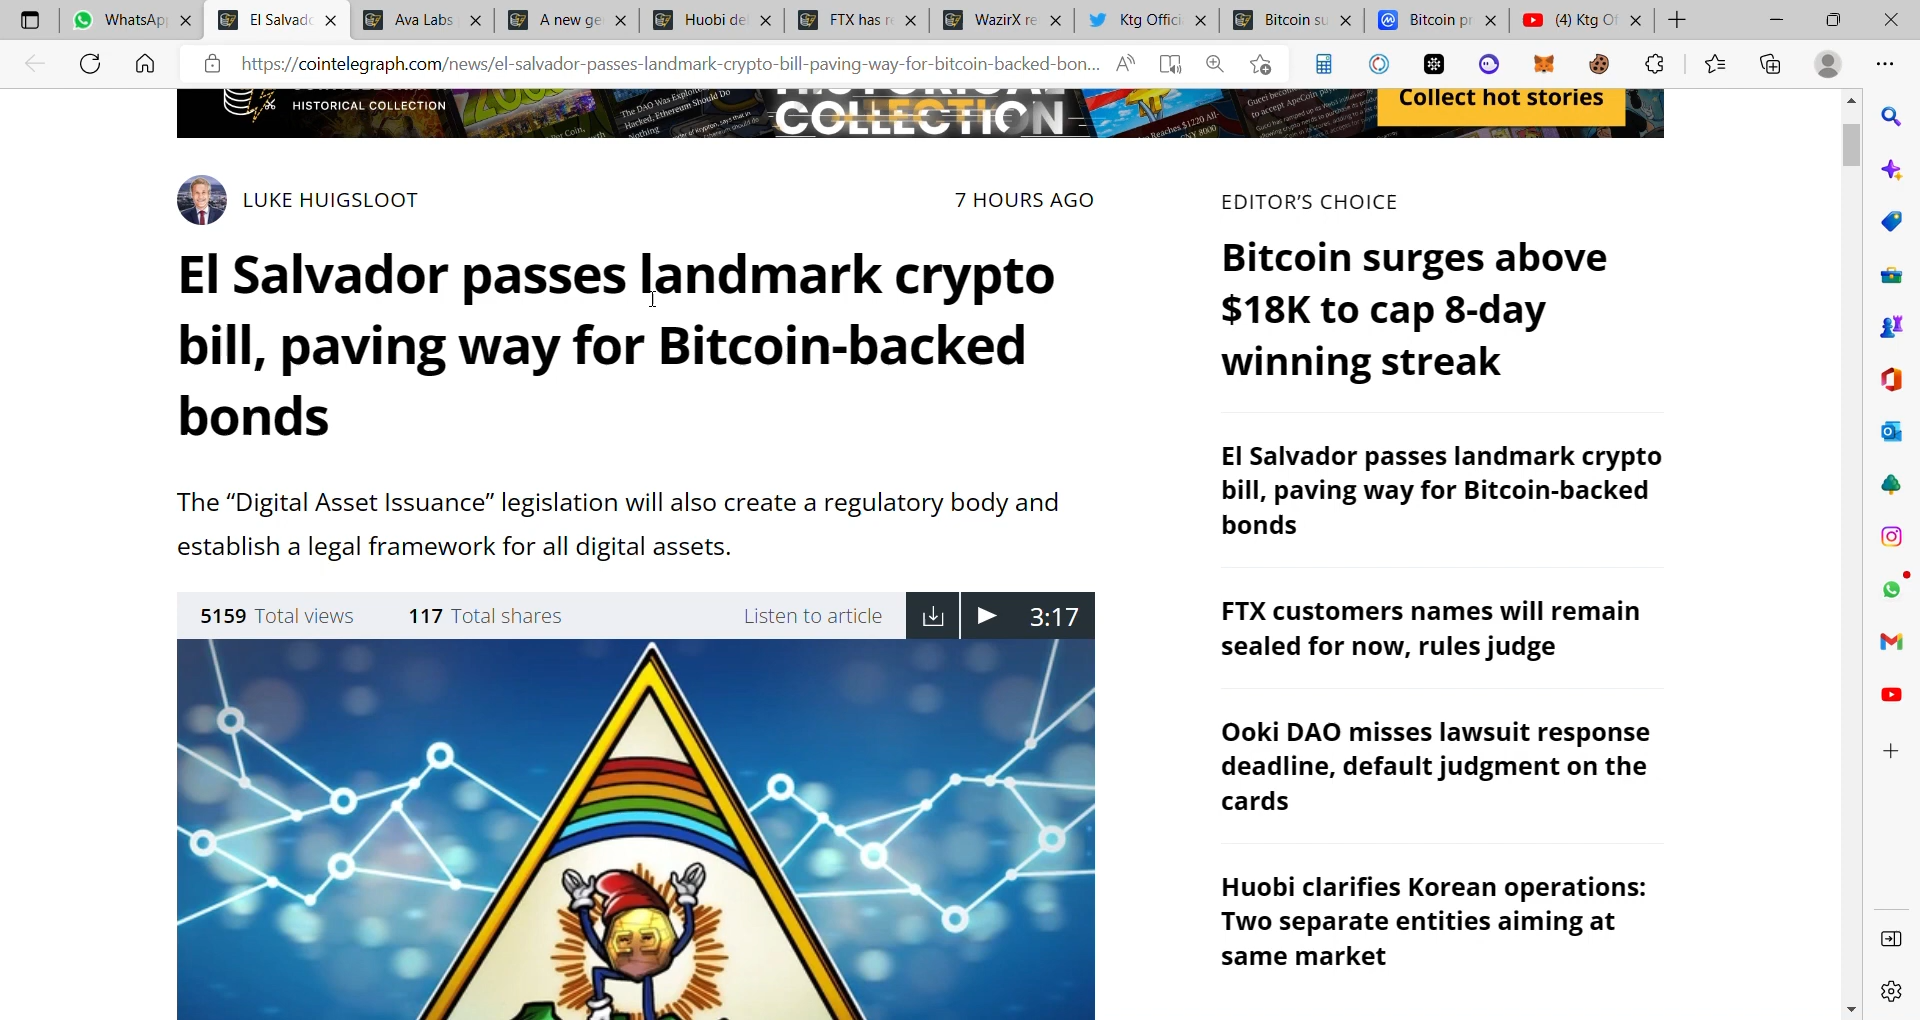 WhatsAp
El Salvado
Ava Labs
A new ge
Huobi de
FTX has r
WazirX re
Ktg Offici
Bitcoin su
Bitcoin pr
(4) Ktg Of
https://cointelegraph.com/news/el-salvador-passes-landmark-crypto-bill-paving-way-for-bitcoin-backed-bon...
HISTORICAL COLLECTION
COLLECTION
Collect hot stories
LUKE HUIGSLOOT
7 HOURS AGO
El Salvador passes landmark crypto
bill, paving way for Bitcoin-backed
bonds
The “Digital Asset Issuance” legislation will also create a regulatory body and
establish a legal framework for all digital assets.
5159 Total views
117 Total shares
Listen to article
3:17
EDITOR'S CHOICE
Bitcoin surges above
$18K to cap 8-day
winning streak
El Salvador passes landmark crypto
bill, paving way for Bitcoin-backed
bonds
FTX customers names will remain
sealed for now, rules judge
Ooki DAO misses lawsuit response
deadline, default judgment on the
cards
Huobi clarifies Korean operations:
Two separate entities aiming at
same market